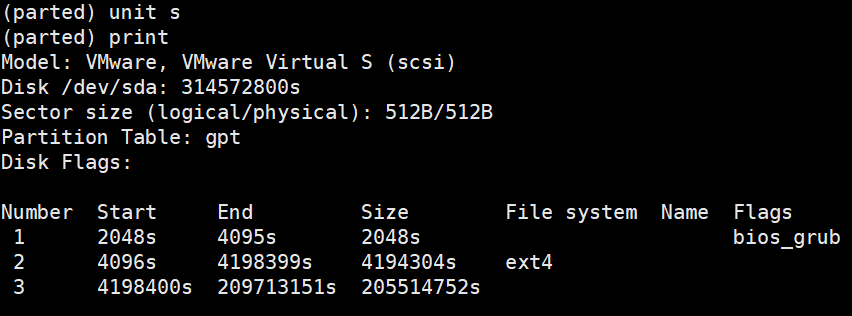 (parted) unit s
(parted) print
Model: VMware, VMware Virtual S (scsi)
Disk /dev/sda: 314572800s
Sector size (logical/physical): 512B/512B
Partition Table: gpt
Disk Flags:
Number  Start     End         Size        File system  Name  Flags
 1      2048s     4095s       2048s                          bios_grub
 2      4096s     4198399s    4194304s    ext4
 3      4198400s  209713151s  205514752s